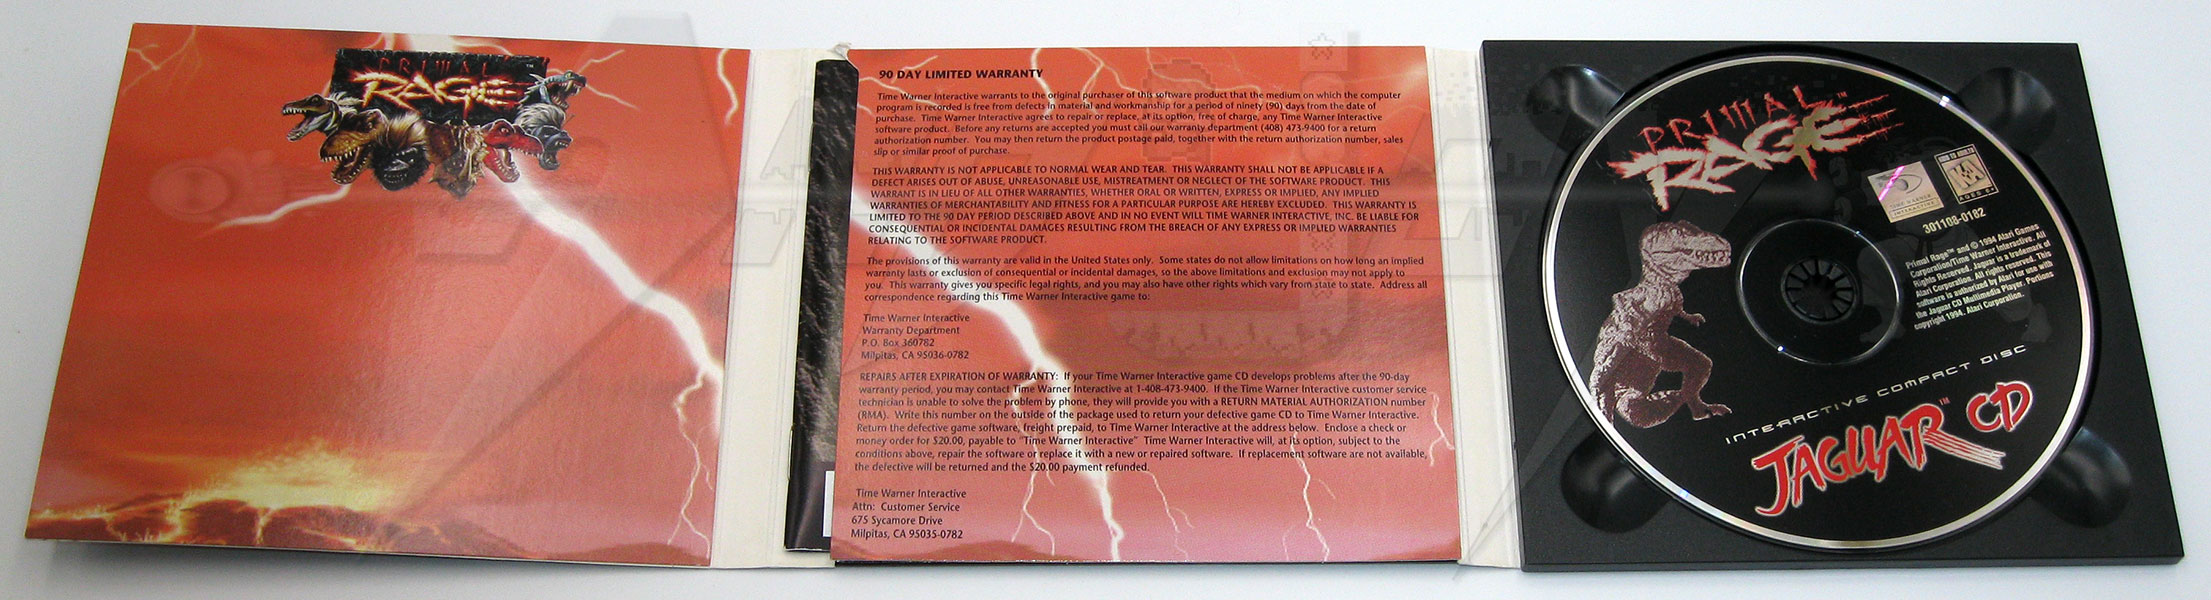 PRIMAL
RAGE™
90 DAY LIMITED WARRANTY
Time Warner Interactive warrants to the original purchaser of this software product that the medium on which the computer
program is recorded is free from defects in material and workmanship for a period of ninety (90) days from the date of
purchase. Time Warner Interactive agrees to repair or replace, at its option, free of charge, any Time Warner Interactive
software product. Before any returns are accepted you must call our warranty department (408) 473-9400 for a return
authorization number. You may then return the product postage paid, together with the return authorization number, sales
slip or similar proof of purchase.
THIS WARRANTY IS NOT APPLICABLE TO NORMAL WEAR AND TEAR. THIS WARRANTY SHALL NOT BE APPLICABLE IF A
DEFECT ARISES OUT OF ABUSE, UNREASONABLE USE, MISTREATMENT OR NEGLECT OF THE SOFTWARE PRODUCT. THIS
WARRANT IS IN LIEU OF ALL OTHER WARRANTIES, WHETHER ORAL OR WRITTEN, EXPRESS OR IMPLIED, ANY IMPLIED
WARRANTIES OF MERCHANTABILITY AND FITNESS FOR A PARTICULAR PURPOSE ARE HEREBY EXCLUDED. THIS WARRANTY IS
LIMITED TO THE 90 DAY PERIOD DESCRIBED ABOVE AND IN NO EVENT WILL TIME WARNER INTERACTIVE, INC. BE LIABLE FOR
CONSEQUENTIAL OR INCIDENTAL DAMAGES RESULTING FROM THE BREACH OF ANY EXPRESS OR IMPLIED WARRANTIES
RELATING TO THE SOFTWARE PRODUCT.
The provisions of this warranty are valid in the United States only. Some states do not allow limitations on how long an implied
warranty lasts or exclusion of consequential or incidental damages, so the above limitations and exclusion may not apply to
you. This warranty gives you specific legal rights, and you may also have other rights which vary from state to state. Address all
correspondence regarding this Time Warner Interactive game to:
Time Warner Interactive
Warranty Department
P.O. Box 360782
Milpitas, CA 95036-0782
REPAIRS AFTER EXPIRATION OF WARRANTY: If your Time Warner Interactive game CD develops problems after the 90-day
warranty period, you may contact Time Warner Interactive at 1-408-473-9400. If the Time Warner Interactive customer service
technician is unable to solve the problem by phone, they will provide you with a RETURN MATERIAL AUTHORIZATION number
(RMA). Write this number on the outside of the package used to return your defective game CD to Time Warner Interactive.
Return the defective game software, freight prepaid, to Time Warner Interactive at the address below. Enclose a check or
money order for $20.00, payable to "Time Warner Interactive" Time Warner Interactive will, at its option, subject to the
conditions above, repair the software or replace it with a new or repaired software. If replacement software are not available,
the defective will be returned and the $20.00 payment refunded.
Time Warner Interactive
Attn: Customer Service
675 Sycamore Drive
Milpitas, CA 95035-0782
PRIMAL™
RAGE
TIME WARNER
INTERACTIVE
KIDS TO ADULTS
K-A
AGES 6+
301108-0182
Primal Rage™ and © 1994 Atari Games
Corporation/Time Warner Interactive. All
Rights Reserved. Jaguar is a trademark of
Atari Corporation. All rights reserved. This
software is authorized by Atari for use with
the Jaguar CD Multimedia Player. Portions
copyright 1994. Atari Corporation.
INTERACTIVE COMPACT DISC
JAGUAR™ CD